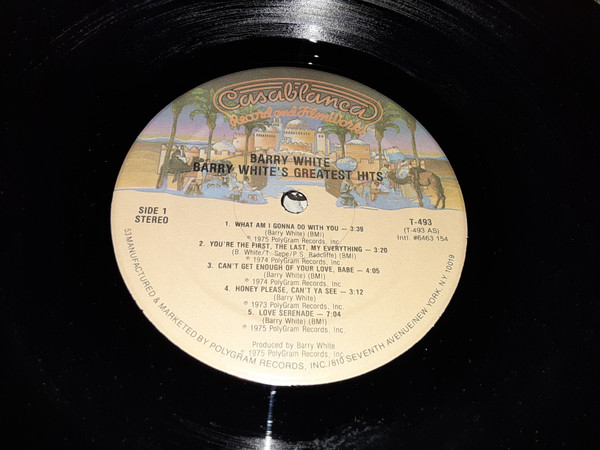 Casablanca
Record and FilmWorks
BARRY WHITE
BARRY WHITE'S GREATEST HITS
SIDE 1
STEREO
T-493
(T-493 AS)
Intl. #6463 154
1. WHAT AM I GONNA DO WITH YOU — 3:39
(Barry White) (BMI)
℗ 1975 PolyGram Records, Inc.
2. YOU'RE THE FIRST, THE LAST, MY EVERYTHING — 3:20
(B. White/T. Sepe/P.S. Radcliffe) (BMI)
℗ 1974 PolyGram Records, Inc.
3. CAN'T GET ENOUGH OF YOUR LOVE, BABE — 4:05
(Barry White) (BMI)
℗ 1974 PolyGram Records, Inc.
4. HONEY PLEASE, CAN'T YA SEE — 3:12
(Barry White)
℗ 1973 PolyGram Records, Inc.
5. LOVE SERENADE — 7:04
(Barry White) (BMI)
℗ 1975 PolyGram Records, Inc.
Produced by Barry White
℗ 1975 PolyGram Records, Inc.
53 MANUFACTURED & MARKETED BY POLYGRAM RECORDS, INC./810 SEVENTH AVENUE/NEW YORK, N.Y. 10019